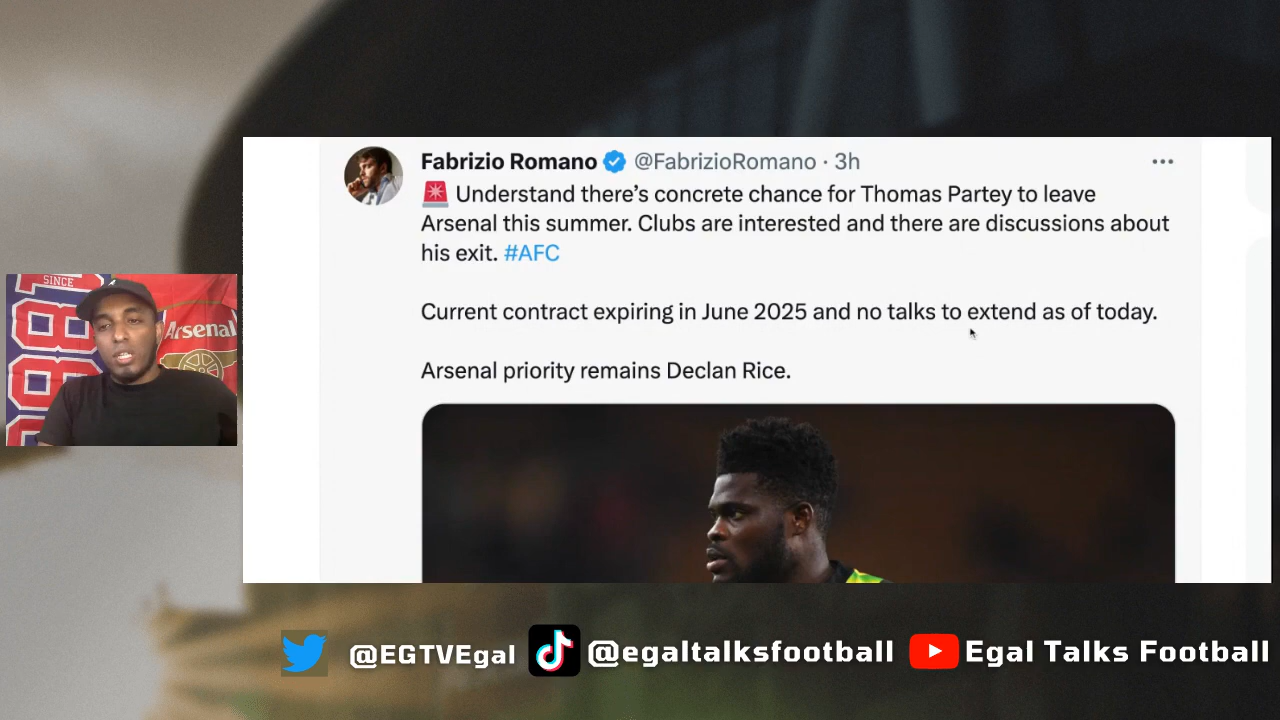 Fabrizio Romano @FabrizioRomano · 3h
🚨 Understand there’s concrete chance for Thomas Partey to leave
Arsenal this summer. Clubs are interested and there are discussions about
his exit. #AFC
Current contract expiring in June 2025 and no talks to extend as of today.
Arsenal priority remains Declan Rice.
SINCE
Arsenal
@EGTVEgal @egaltalksfootball Egal Talks Football